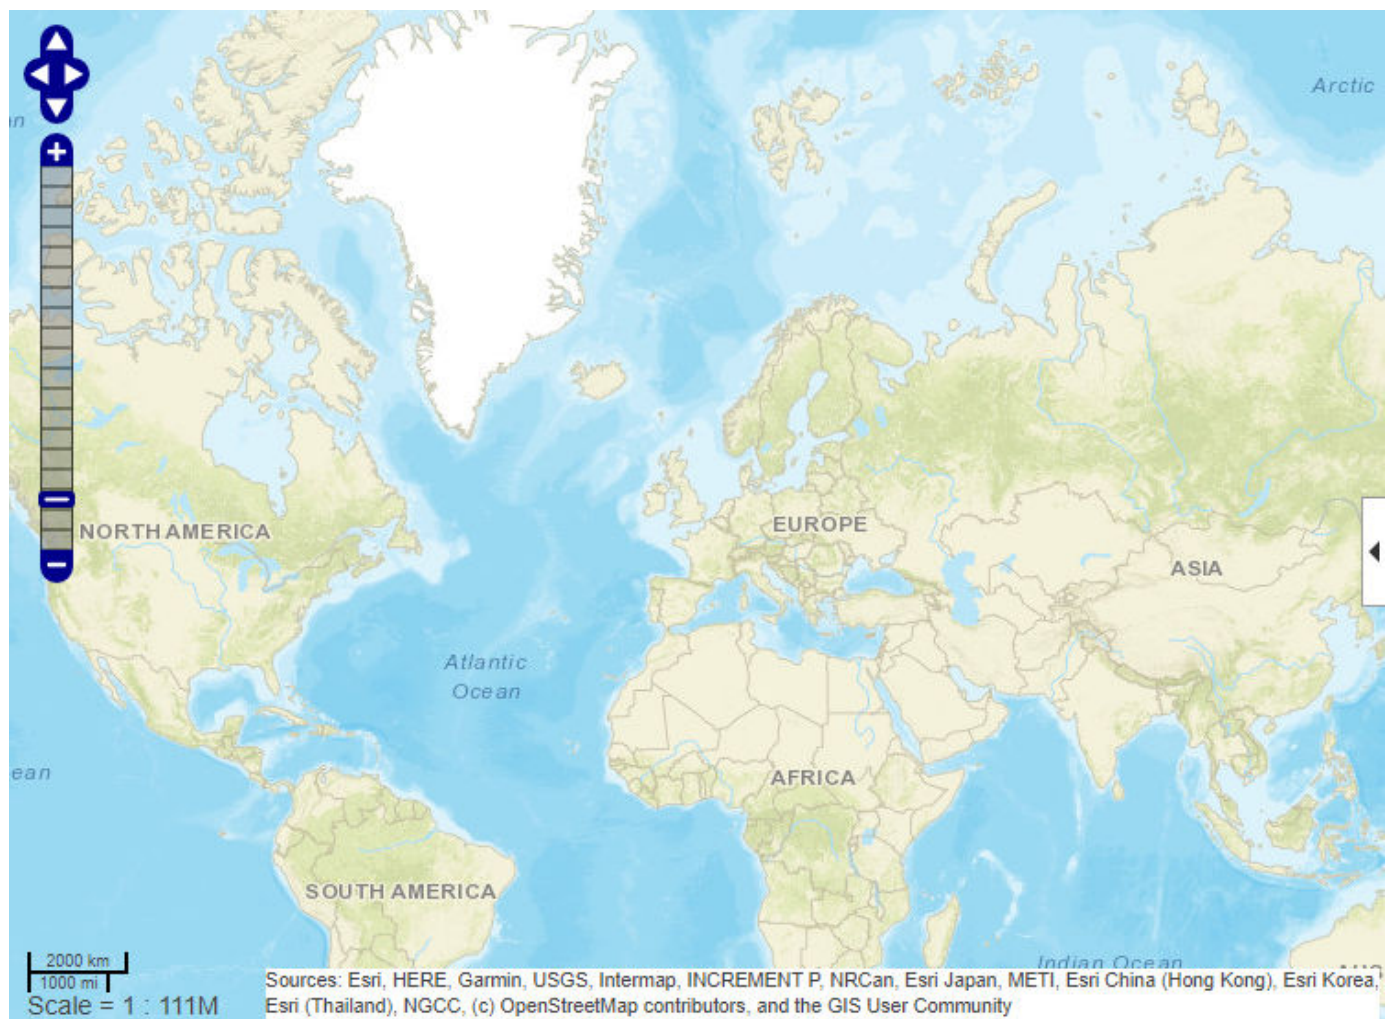 Arctic
an
NORTH AMERICA
EUROPE
ASIA
Atlantic
Ocean
ean
AFRICA
SOUTH AMERICA
Indian Ocean
2000 km
1000 mi
Scale = 1 : 111M
Sources: Esri, HERE, Garmin, USGS, Intermap, INCREMENT P, NRCan, Esri Japan, METI, Esri China (Hong Kong), Esri Korea,
Esri (Thailand), NGCC, (c) OpenStreetMap contributors, and the GIS User Community